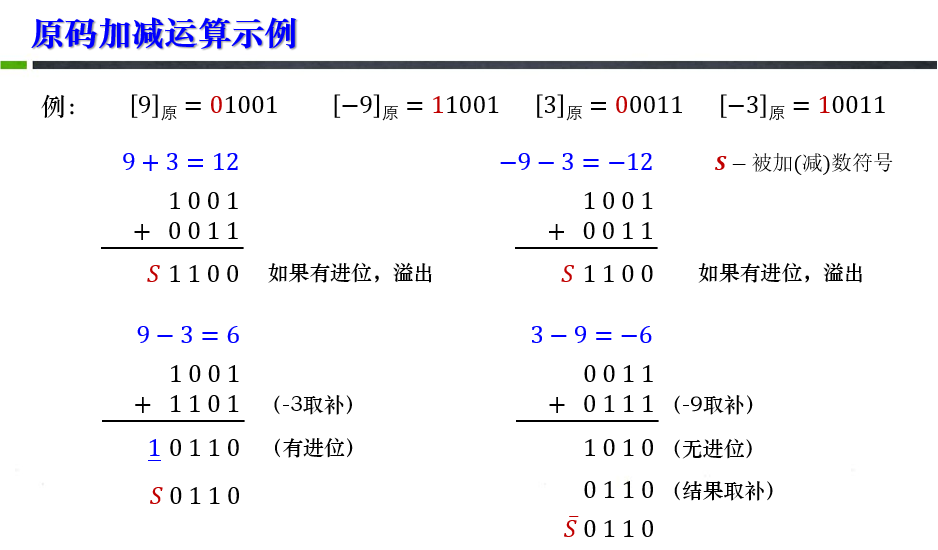 原码加减运算示例
例： [9]原 = 01001 [−9]原 = 11001 [3]原 = 00011 [−3]原 = 10011
9 + 3 = 12
1 0 0 1
+ 0 0 1 1
S 1 1 0 0 如果有进位，溢出
−9 − 3 = −12 S – 被加(减)数符号
1 0 0 1
+ 0 0 1 1
S 1 1 0 0 如果有进位，溢出
9 − 3 = 6
1 0 0 1
+ 1 1 0 1 （-3取补）
1 0 1 1 0 （有进位）
S 0 1 1 0
3 − 9 = −6
0 0 1 1
+ 0 1 1 1 （-9取补）
1 0 1 0 （无进位）
0 1 1 0 （结果取补）
S̄ 0 1 1 0